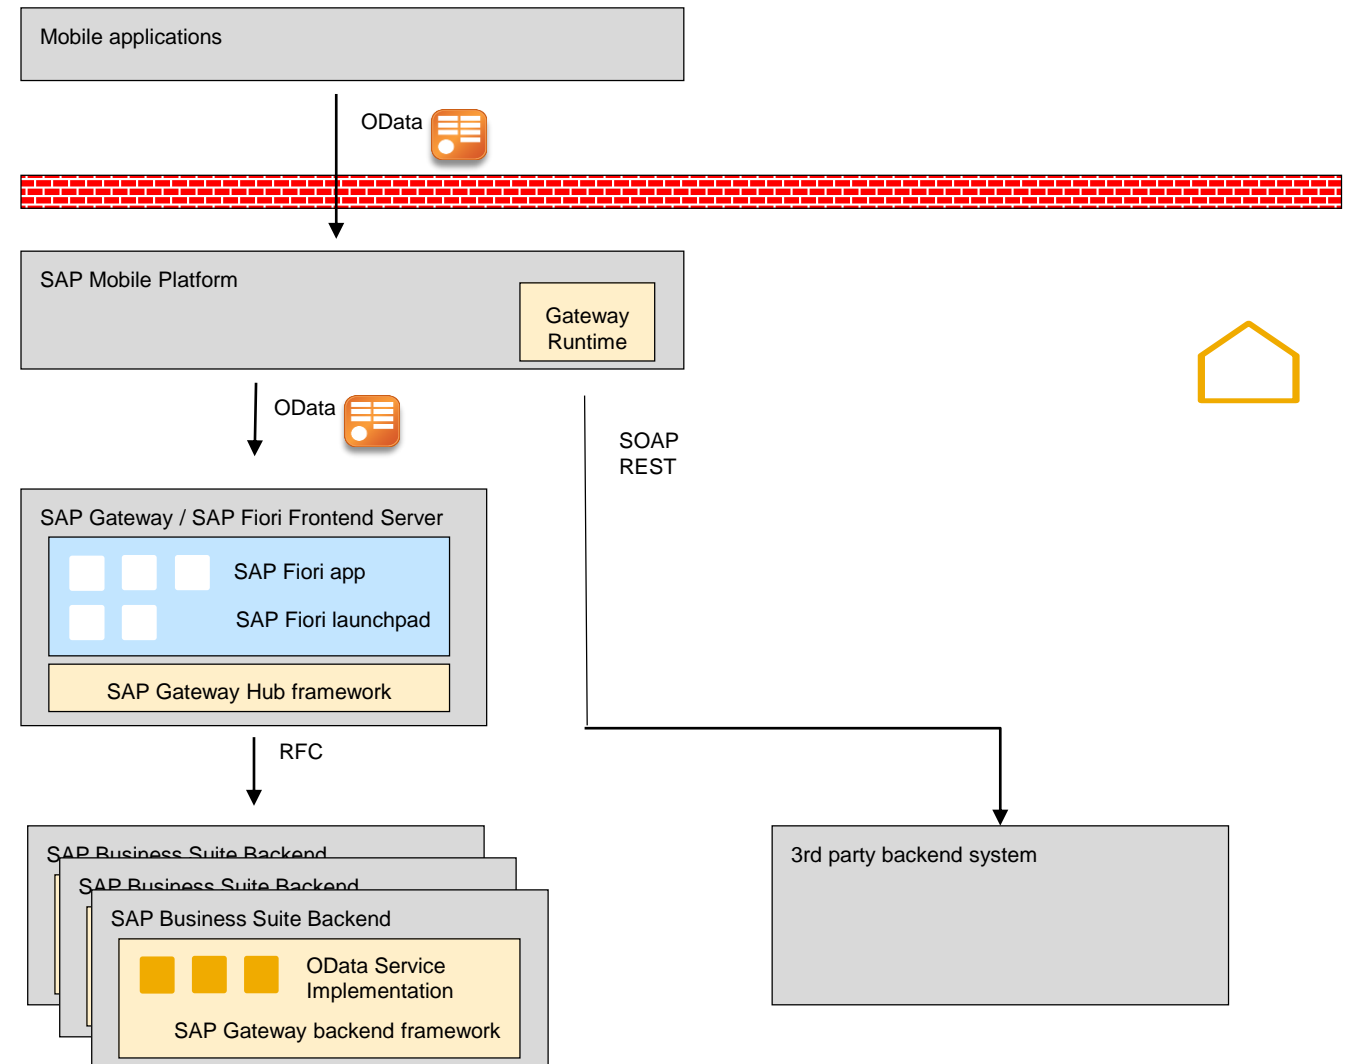 Mobile applications
OData
SAP Mobile Platform
Gateway
Runtime
OData
SOAP
REST
SAP Gateway / SAP Fiori Frontend Server
SAP Fiori app
SAP Fiori launchpad
SAP Gateway Hub framework
RFC
SAP Business Suite Backend
SAP Business Suite Backend
SAP Business Suite Backend
OData Service
Implementation
SAP Gateway backend framework
3rd party backend system